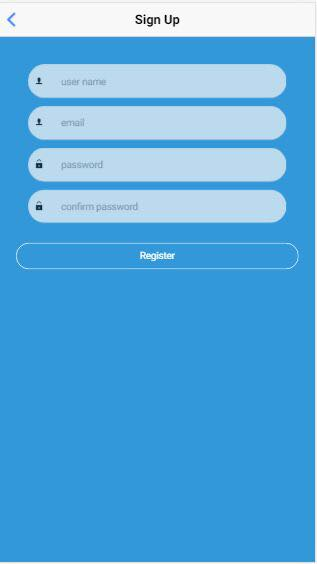 Sign Up
user name
email
password
confirm password
Register